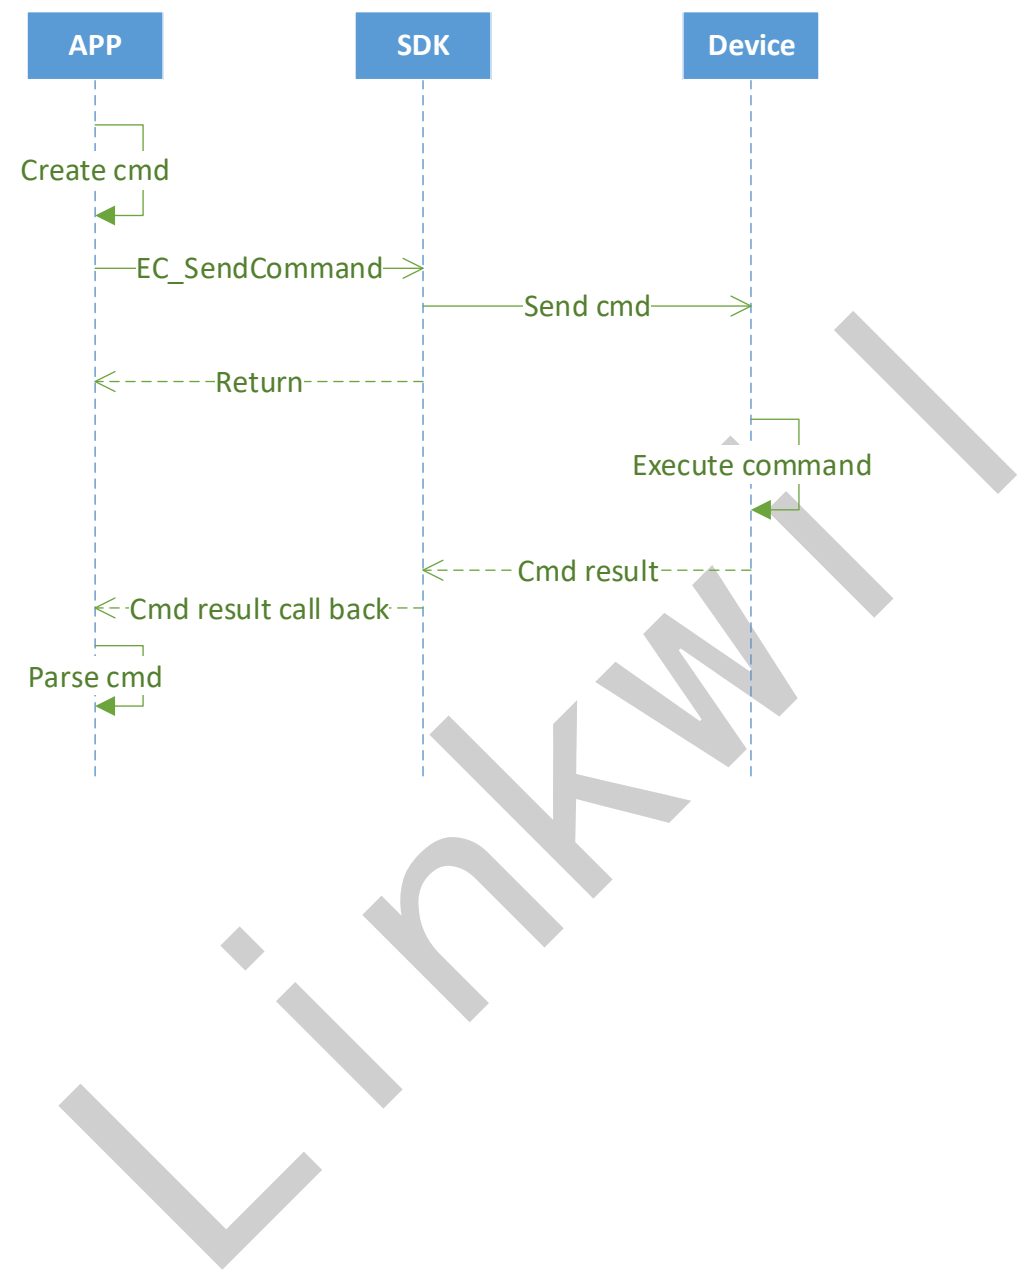 APP
SDK
Device
Create cmd
EC_SendCommand
Send cmd
Return
Execute command
Cmd result
Cmd result call back
Parse cmd
Linkwil